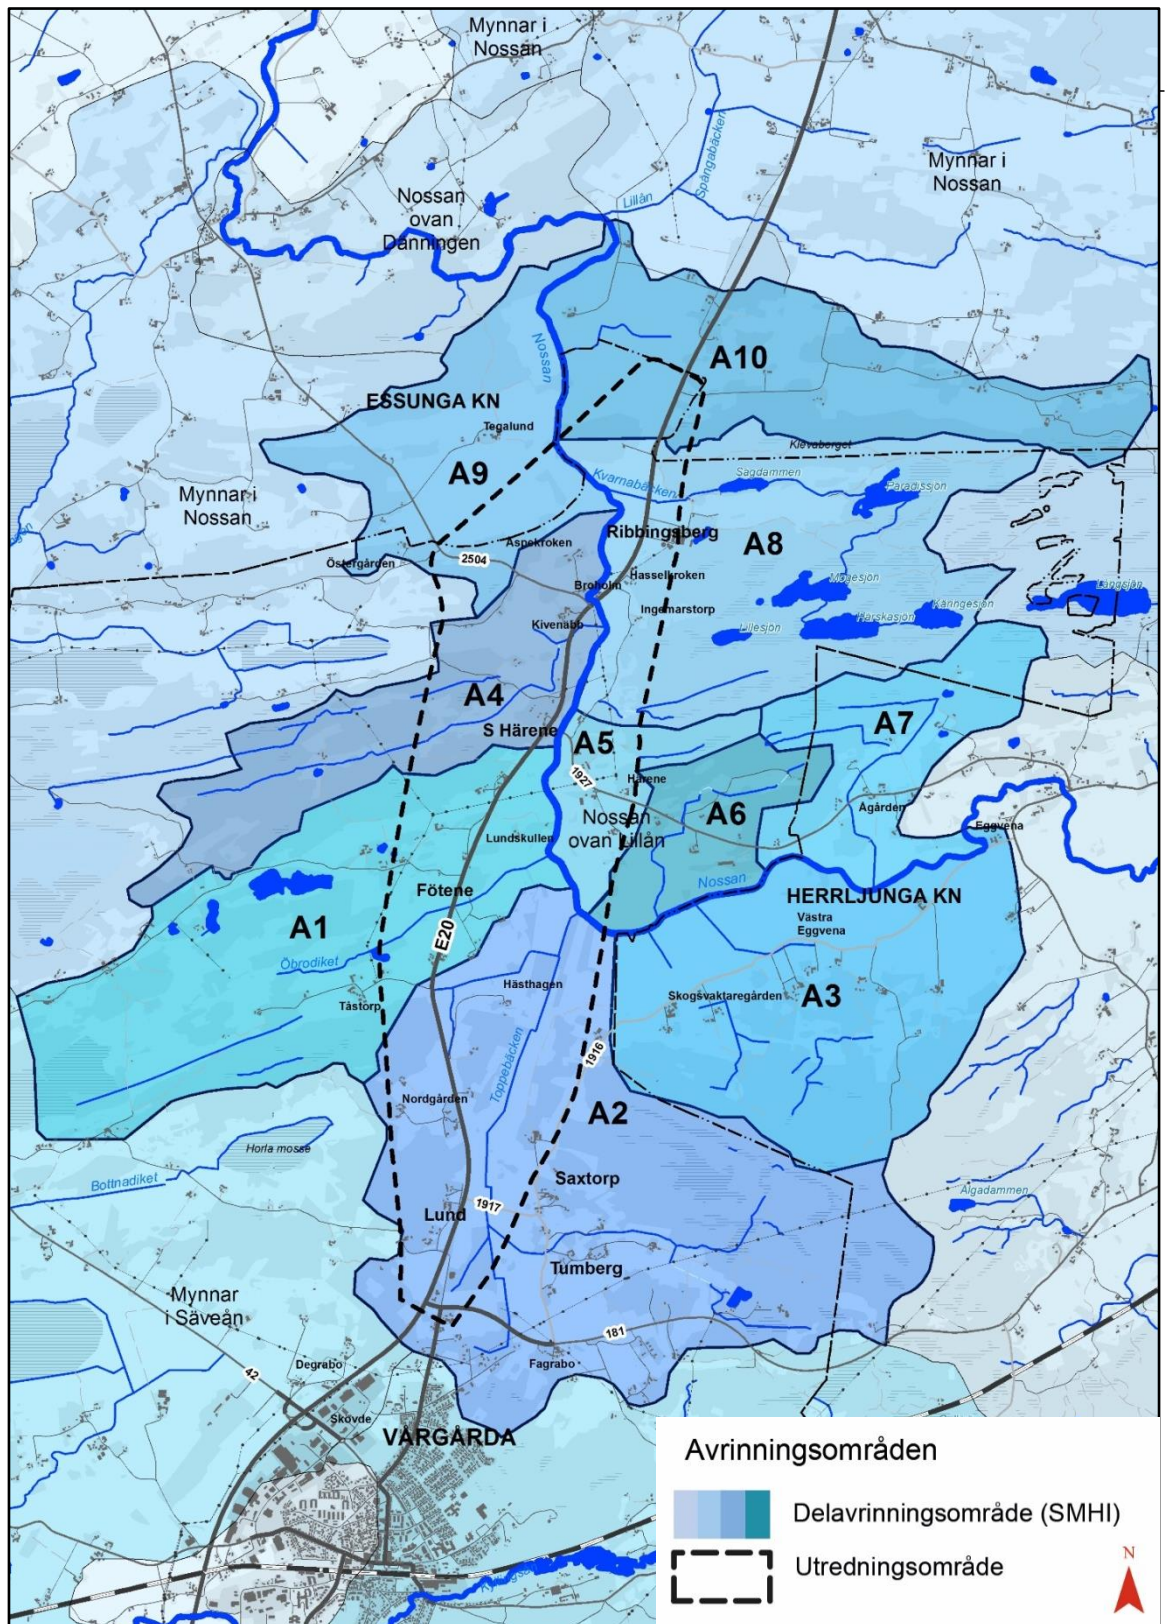 Mynnar i
Nossan
Spångabäcken
Mynnar i
Nossan
Lillån
Nossan
ovan
Danningen
Nossan
A10
ESSUNGA KN
Tegalund
Klevaberget
A9
Kvarnabäcken
Sagdammen
Paradissjön
Mynnar i
Nossan
Ribbingsberg
A8
Aspekroken
Östergården
2504
Hasselkroken
Broholm
Mögesjön
Långsjön
Ingemarstorp
Känngesjön
Harskasjön
Kivenabb
Lillesjön
A4
A7
S Härene
A5
1927
Härene
Ågården
A6
Nossan
ovan Lillån
Eggvena
Lundskullen
Fötene
Nossan
HERRLJUNGA KN
A1
Västra
Eggvena
E20
Öbrodiket
Hästhagen
Skogsvaktaregården
A3
Tåstorp
1916
Toppebäcken
Nordgården
A2
Horla mosse
Bottnadiket
Saxtorp
Älgadammen
1917
Lund
Tumberg
Mynnar
i Säveån
181
Degrabo
Fagrabo
42
Skövde
VÅRGÅRDA
Avrinningsområden
Delavrinningsområde (SMHI)
Utredningsområde
N